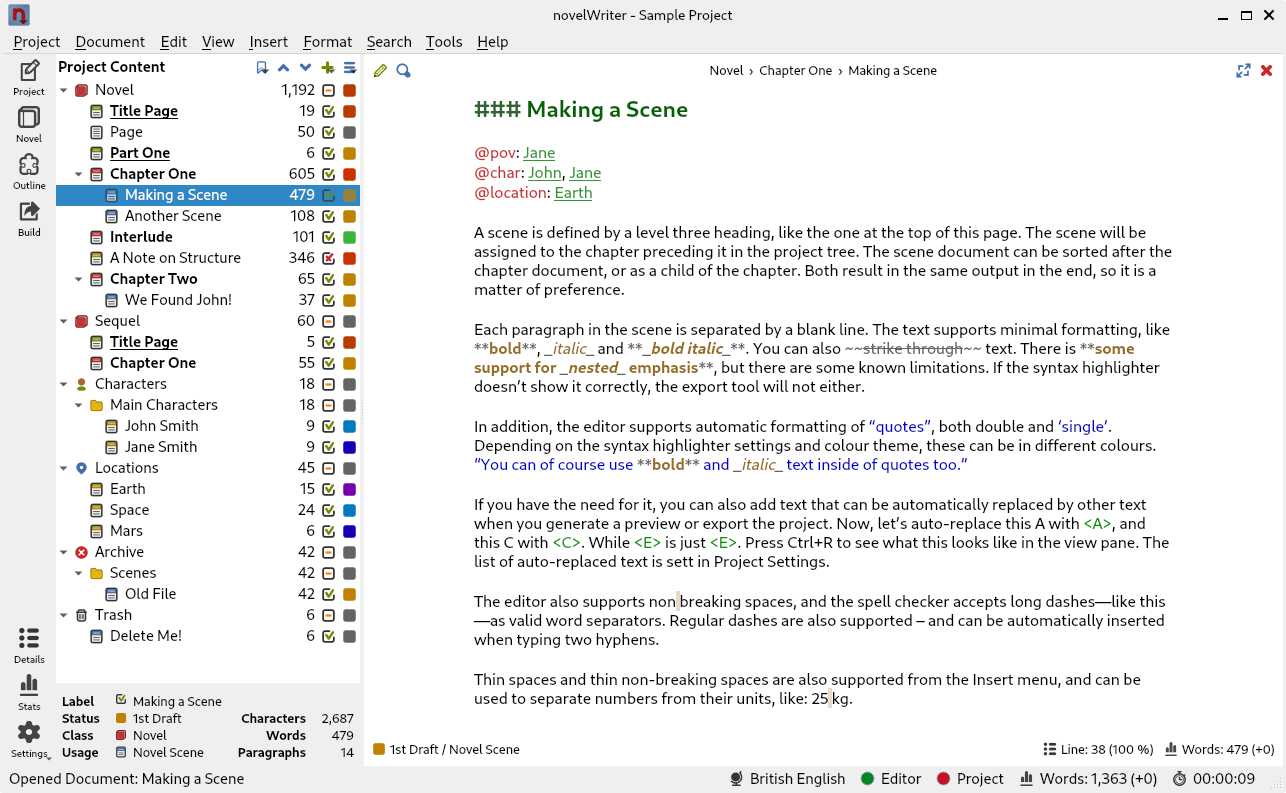 novelWriter - Sample Project
Project Document Edit View Insert Format Search Tools Help
Project
Novel
Outline
Build
Details
Stats
Settings
Project Content
Novel 1,192
Title Page 19
Page 50
Part One 6
Chapter One 605
Making a Scene 479
Another Scene 108
Interlude 101
A Note on Structure 346
Chapter Two 65
We Found John! 37
Sequel 60
Title Page 5
Chapter One 55
Characters 18
Main Characters 18
John Smith 9
Jane Smith 9
Locations 45
Earth 15
Space 24
Mars 6
Archive 42
Scenes 42
Old File 42
Trash 6
Delete Me! 6
Label Making a Scene
Status 1st Draft Characters 2,687
Class Novel Words 479
Usage Novel Scene Paragraphs 14
Novel › Chapter One › Making a Scene
### Making a Scene
@pov: Jane
@char: John, Jane
@location: Earth
A scene is defined by a level three heading, like the one at the top of this page. The scene will be
assigned to the chapter preceding it in the project tree. The scene document can be sorted after the
chapter document, or as a child of the chapter. Both result in the same output in the end, so it is a
matter of preference.
Each paragraph in the scene is separated by a blank line. The text supports minimal formatting, like
**bold**, _italic_ and **_bold italic_**. You can also ~~strike through~~ text. There is **some
support for _nested_ emphasis**, but there are some known limitations. If the syntax highlighter
doesn’t show it correctly, the export tool will not either.
In addition, the editor supports automatic formatting of “quotes”, both double and ‘single’.
Depending on the syntax highlighter settings and colour theme, these can be in different colours.
“You can of course use **bold** and _italic_ text inside of quotes too.”
If you have the need for it, you can also add text that can be automatically replaced by other text
when you generate a preview or export the project. Now, let’s auto-replace this A with <A>, and
this C with <C>. While <E> is just <E>. Press Ctrl+R to see what this looks like in the view pane. The
list of auto-replaced text is sett in Project Settings.
The editor also supports non breaking spaces, and the spell checker accepts long dashes—like this
—as valid word separators. Regular dashes are also supported – and can be automatically inserted
when typing two hyphens.
Thin spaces and thin non-breaking spaces are also supported from the Insert menu, and can be
used to separate numbers from their units, like: 25 kg.
1st Draft / Novel Scene Line: 38 (100 %) Words: 479 (+0)
Opened Document: Making a Scene British English Editor Project Words: 1,363 (+0) 00:00:09